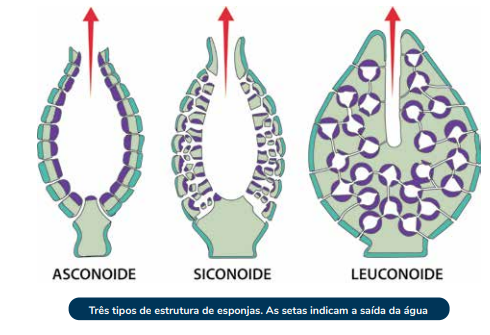 ASCONOIDE SICONOIDE LEUCONOIDE
Três tipos de estrutura de esponjas. As setas indicam a saída da água